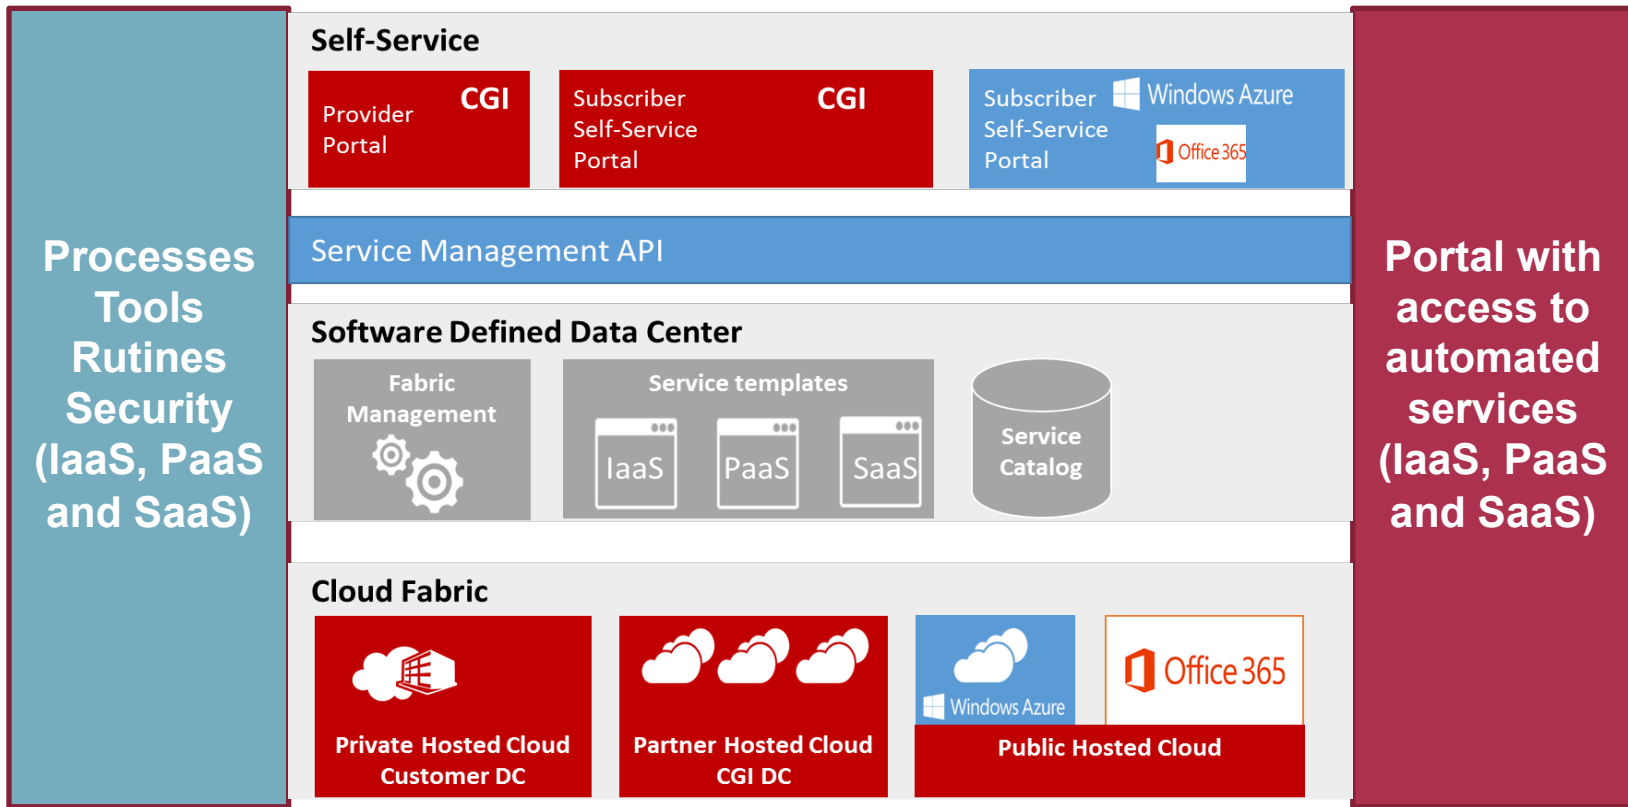 Processes
Tools
Rutines
Security
(IaaS, PaaS
and SaaS)
Self-Service
Provider
Portal
CGI
Subscriber
Self-Service
Portal
CGI
Subscriber
Self-Service
Portal
Windows Azure
Office 365
Service Management API
Software Defined Data Center
Fabric
Management
Service templates
IaaS
PaaS
SaaS
Service
Catalog
Cloud Fabric
Private Hosted Cloud
Customer DC
Partner Hosted Cloud
CGI DC
Windows Azure
Office 365
Public Hosted Cloud
Portal with
access to
automated
services
(IaaS, PaaS
and SaaS)